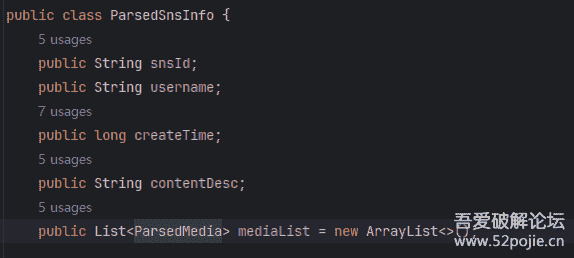 public class ParsedSnsInfo {
5 usages
public String snsId;
public String username;
7 usages
public long createTime;
5 usages
public String contentDesc;
5 usages
public List<ParsedMedia> mediaList = new ArrayList<>();
吾爱破解论坛
www.52pojie.cn